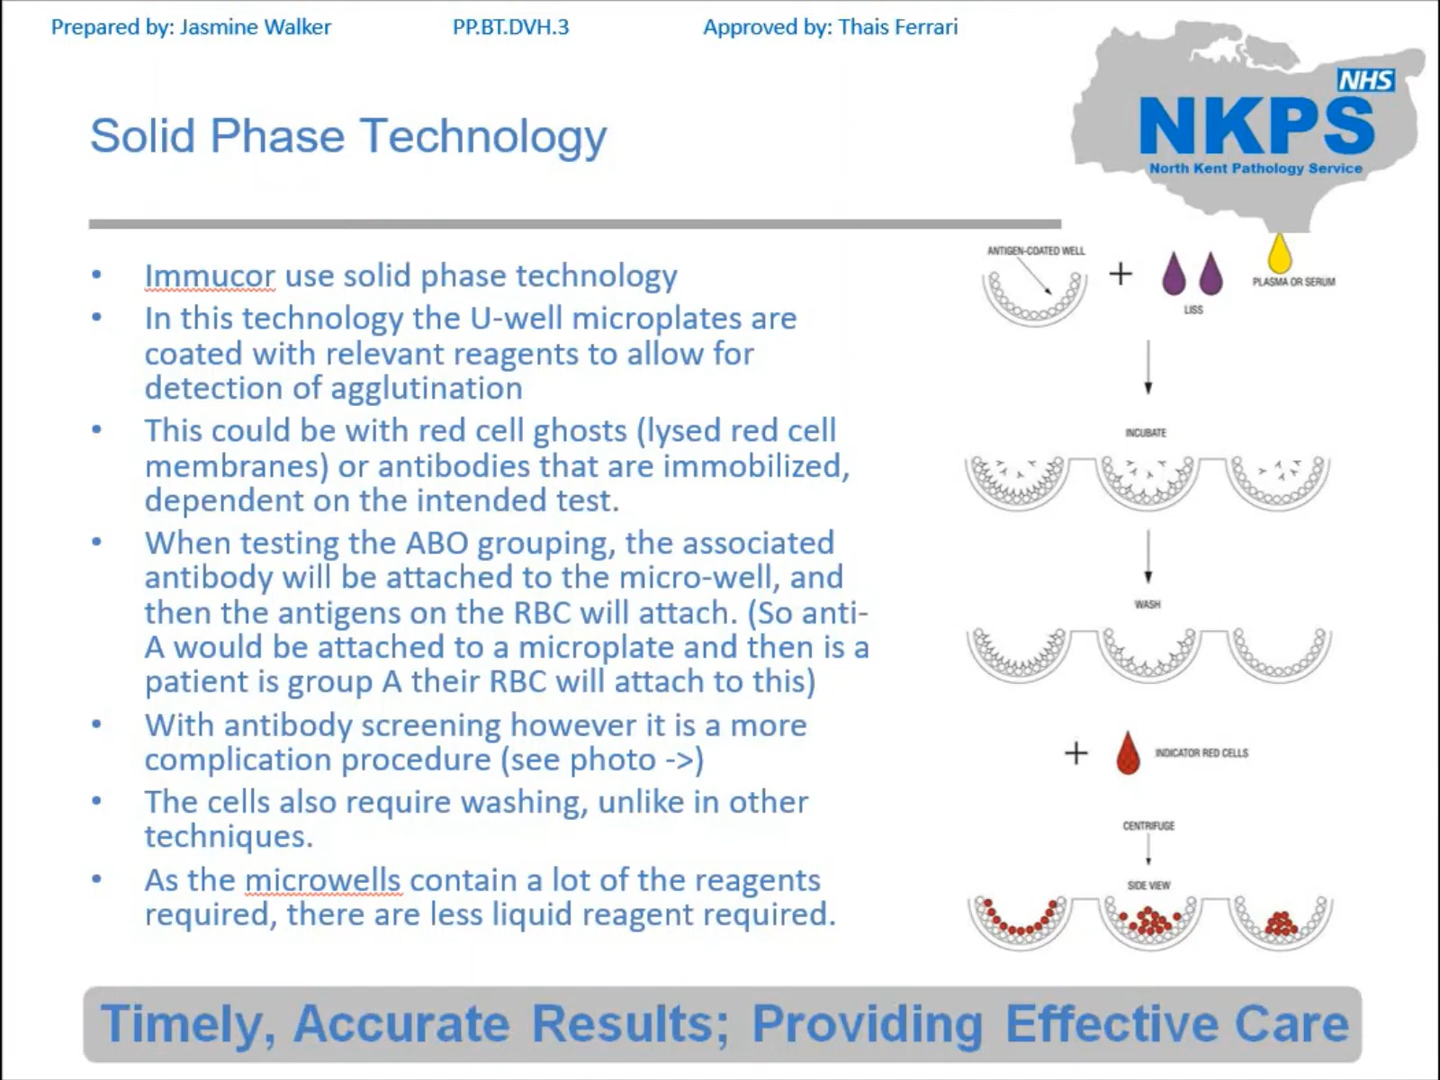 Prepared by: Jasmine Walker
PP.BT.DVH.3
Approved by: Thais Ferrari
NHS
NKPS
North Kent Pathology Service
Solid Phase Technology
• Immucor use solid phase technology
• In this technology the U-well microplates are
coated with relevant reagents to allow for
detection of agglutination
• This could be with red cell ghosts (lysed red cell
membranes) or antibodies that are immobilized,
dependent on the intended test.
• When testing the ABO grouping, the associated
antibody will be attached to the micro-well, and
then the antigens on the RBC will attach. (So anti-
A would be attached to a microplate and then is a
patient is group A their RBC will attach to this)
• With antibody screening however it is a more
complication procedure (see photo ->)
• The cells also require washing, unlike in other
techniques.
• As the microwells contain a lot of the reagents
required, there are less liquid reagent required.
ANTIGEN-COATED WELL
+
LISS
PLASMA OR SERUM
INCUBATE
WASH
+
INDICATOR RED CELLS
CENTRIFUGE
SIDE VIEW
Timely, Accurate Results; Providing Effective Care